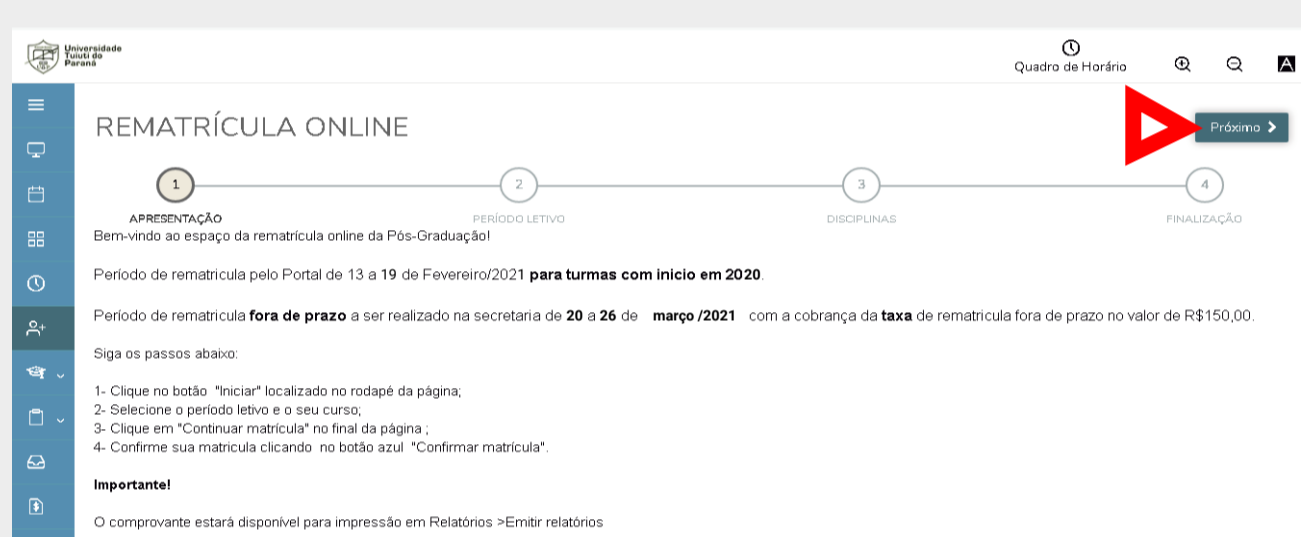 Universidade
Tuiuti do
Paraná
Quadro de Horário
A
REMATRÍCULA ONLINE
Próximo
1
2
3
4
APRESENTAÇÃO
PERÍODO LETIVO
DISCIPLINAS
FINALIZAÇÃO
Bem-vindo ao espaço da rematrícula online da Pós-Graduação!
Período de rematricula pelo Portal de 13 a 19 de Fevereiro/2021 para turmas com inicio em 2020.
Período de rematricula fora de prazo a ser realizado na secretaria de 20 a 26 de março /2021 com a cobrança da taxa de rematricula fora de prazo no valor de R$150,00.
Siga os passos abaixo:
1- Clique no botão "Iniciar" localizado no rodapé da página;
2- Selecione o período letivo e o seu curso;
3- Clique em "Continuar matrícula" no final da página ;
4- Confirme sua matricula clicando no botão azul "Confirmar matrícula".
Importante!
O comprovante estará disponível para impressão em Relatórios >Emitir relatórios